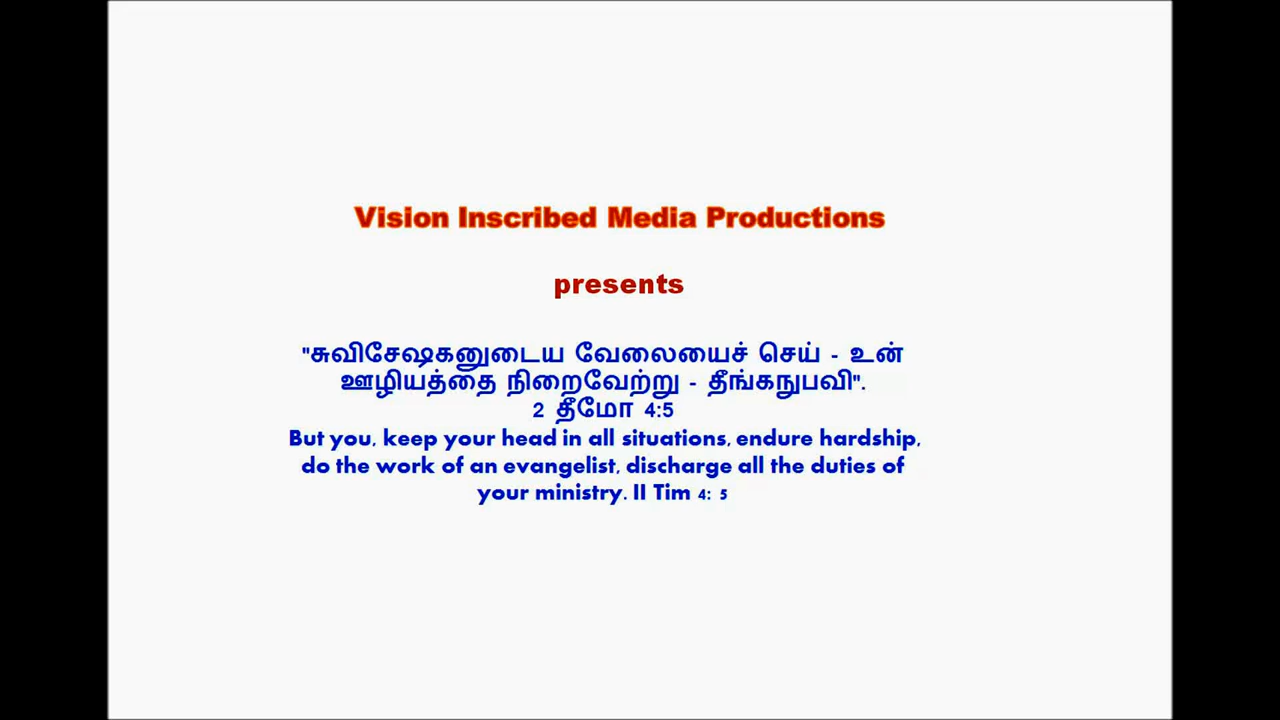 Vision Inscribed Media Productions
presents
"சுவிசேஷகனுடைய வேலையைச் செய் - உன்
ஊழியத்தை நிறைவேற்று - தீங்கநுபவி".
2 தீமோ 4:5
But you, keep your head in all situations, endure hardship,
do the work of an evangelist, discharge all the duties of
your ministry. II Tim 4: 5